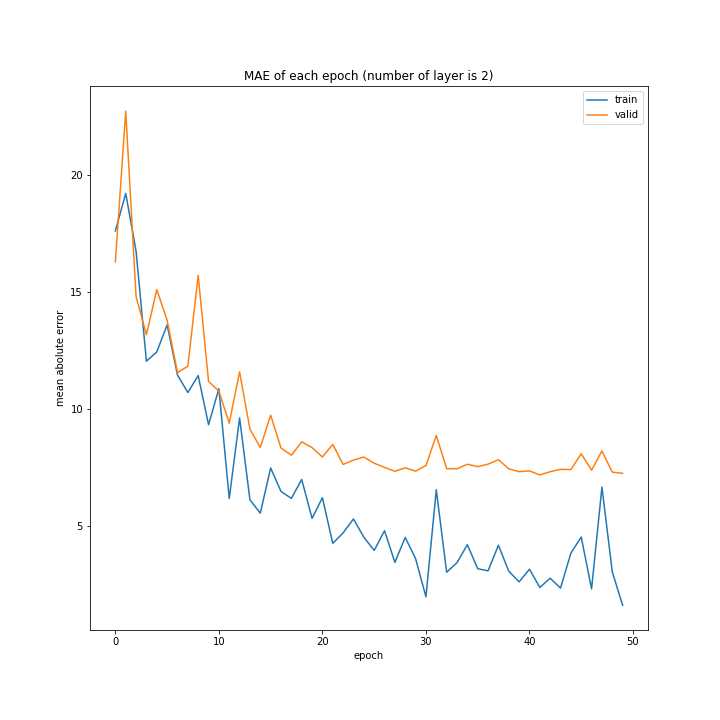 MAE of each epoch (number of layer is 2)
train
valid
20
15
10
5
mean abolute error
0 10 20 30 40 50
epoch